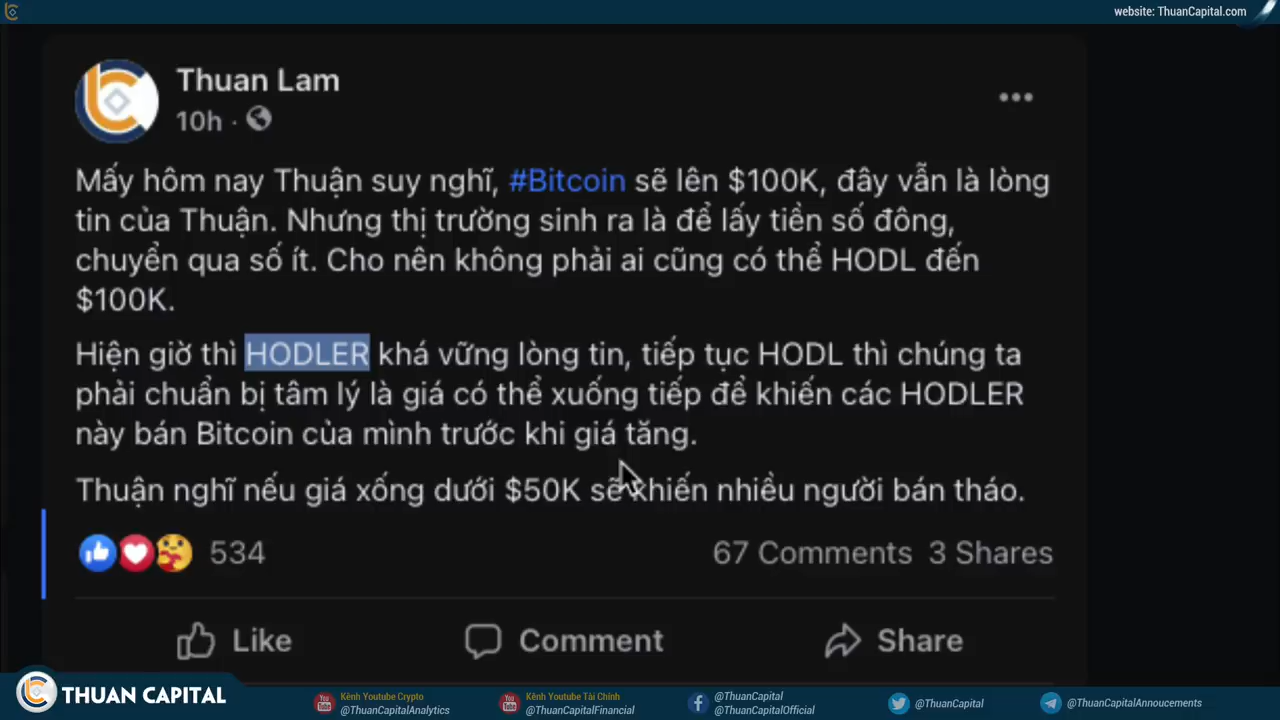 website: ThuanCapital.com
Thuan Lam
10h ·
Mấy hôm nay Thuận suy nghĩ, #Bitcoin sẽ lên $100K, đây vẫn là lòng
tin của Thuận. Nhưng thị trường sinh ra là để lấy tiền số đông,
chuyển qua số ít. Cho nên không phải ai cũng có thể HODL đến
$100K.
Hiện giờ thì HODLER khá vững lòng tin, tiếp tục HODL thì chúng ta
phải chuẩn bị tâm lý là giá có thể xuống tiếp để khiến các HODLER
này bán Bitcoin của mình trước khi giá tăng.
Thuận nghĩ nếu giá xống dưới $50K sẽ khiến nhiều người bán tháo.
534
67 Comments 3 Shares
Like Comment Share
THUAN CAPITAL
Kênh Youtube Crypto
@ThuanCapitalAnalytics
Kênh Youtube Tài Chính
@ThuanCapitalFinancial
@ThuanCapital
@ThuanCapitalOfficial
@ThuanCapital
@ThuanCapitalAnnoucements